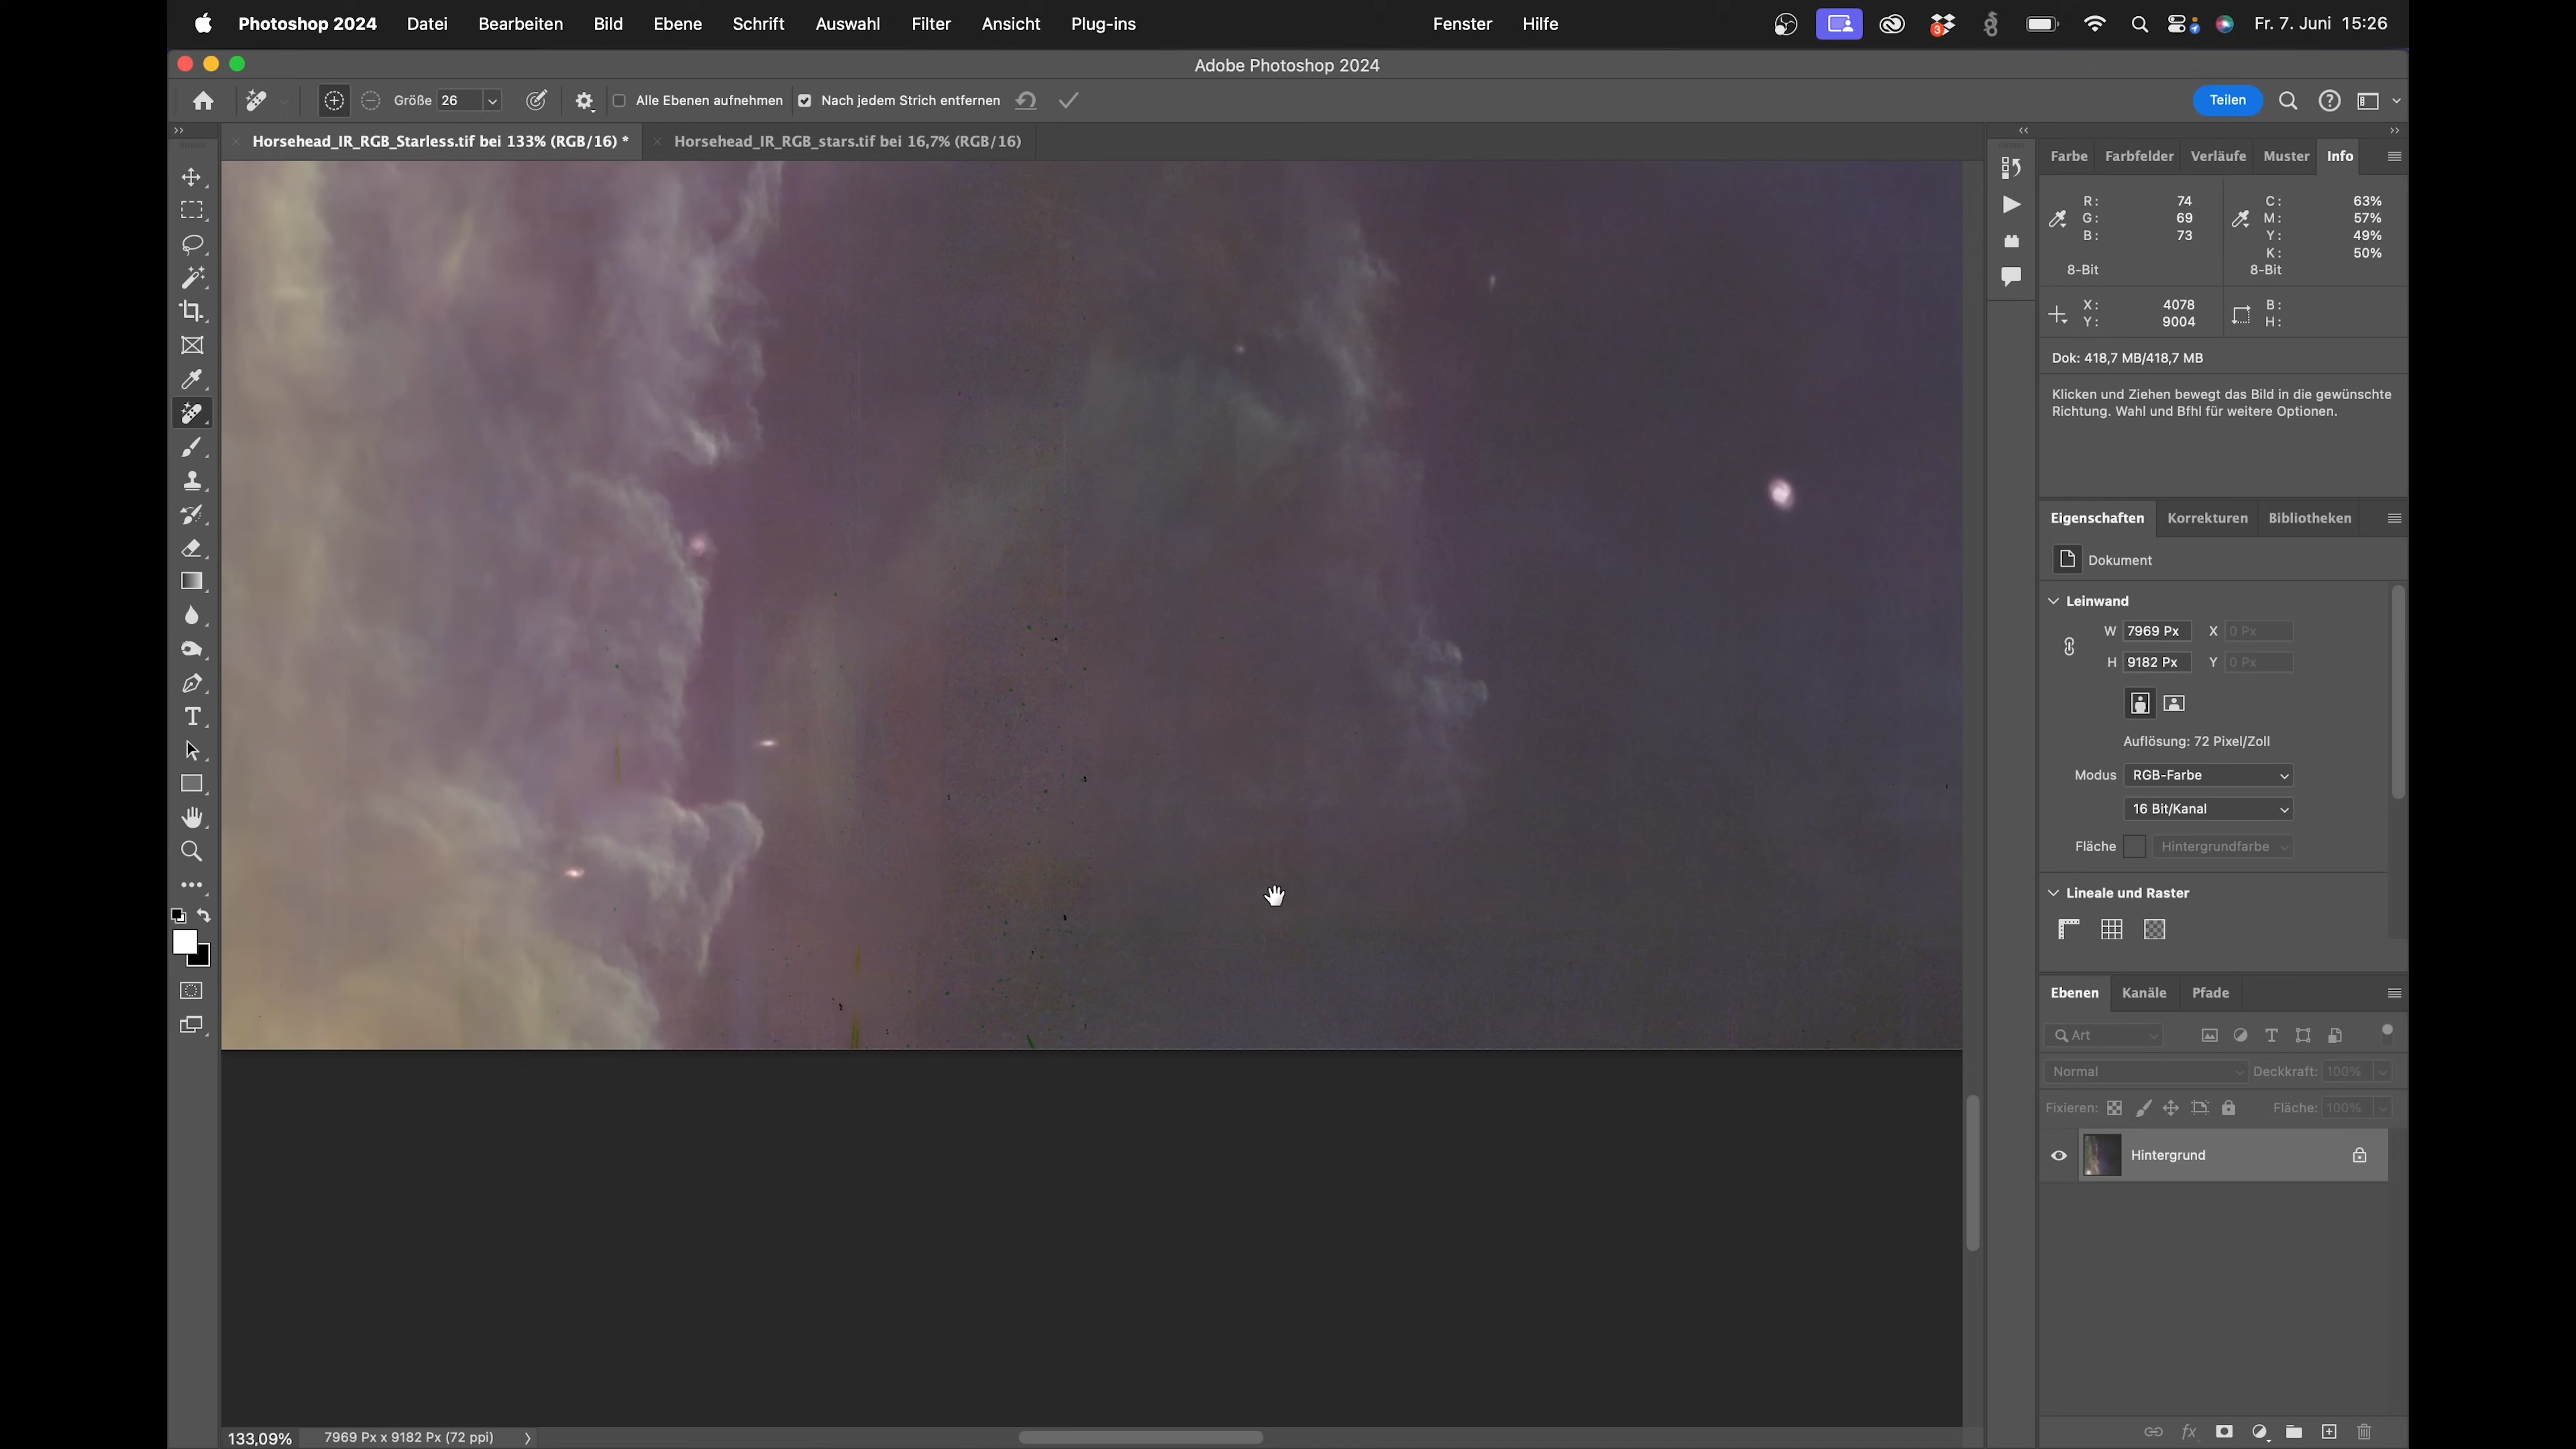 Photoshop 2024 Datei Bearbeiten Bild Ebene Schrift Auswahl Filter Ansicht Plug-ins Fenster Hilfe 3 Fr. 7. Juni 15:26
Adobe Photoshop 2024
Größe 26 Alle Ebenen aufnehmen Nach jedem Strich entfernen Teilen
Horsehead_IR_RGB_Starless.tif bei 133% (RGB/16) * Horsehead_IR_RGB_stars.tif bei 16,7% (RGB/16)
Farbe Farbfelder Verläufe Muster Info
R: 74 C: 63%
G: 69 M: 57%
B: 73 Y: 49%
K: 50%
8-Bit 8-Bit
X: 4078 B:
Y: 9004 H:
Dok: 418,7 MB/418,7 MB
Klicken und Ziehen bewegt das Bild in die gewünschte
Richtung. Wahl und Bfhl für weitere Optionen.
Eigenschaften Korrekturen Bibliotheken
Dokument
Leinwand
W 7969 Px X 0 Px
H 9182 Px Y 0 Px
Auflösung: 72 Pixel/Zoll
Modus RGB-Farbe
16 Bit/Kanal
Fläche Hintergrundfarbe
Lineale und Raster
Ebenen Kanäle Pfade
Art
Normal Deckkraft: 100%
Fixieren: Fläche: 100%
Hintergrund
fx
133,09% 7969 Px x 9182 Px (72 ppi)